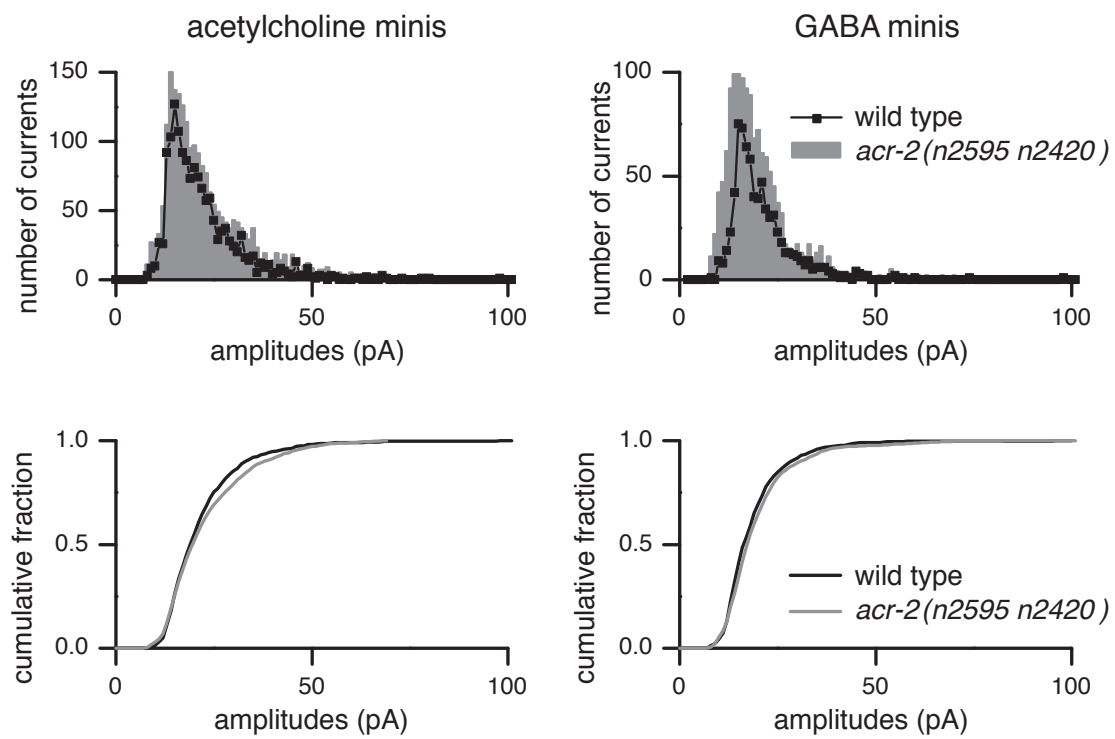 acetylcholine minis
150
100
50
0
number of currents
0 50 100
amplitudes (pA)
GABA minis
100
50
0
number of currents
wild type
acr-2(n2595 n2420)
0 50 100
amplitudes (pA)
1.0
0.5
0.0
cumulative fraction
0 50 100
amplitudes (pA)
1.0
0.5
0.0
cumulative fraction
wild type
acr-2(n2595 n2420)
0 50 100
amplitudes (pA)